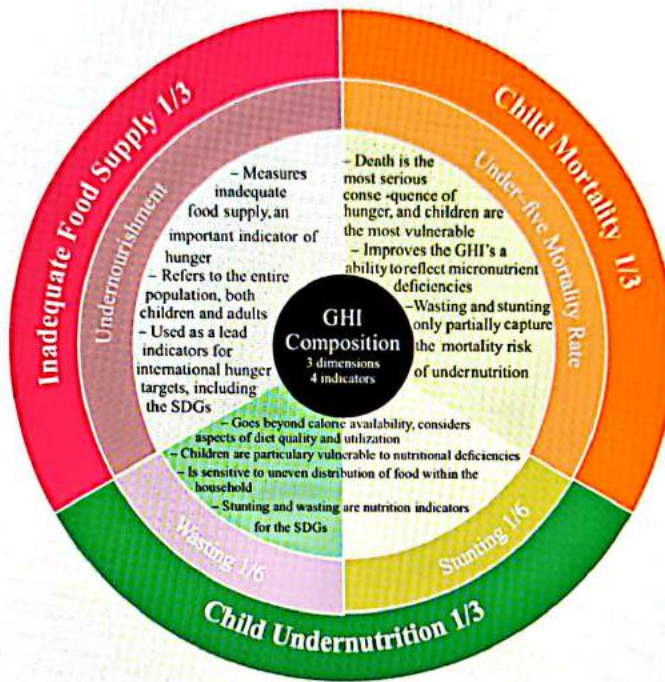 Inadequate Food Supply 1/3
Undernourishment
– Measures
inadequate
food supply, an
important indicator of
hunger
– Refers to the entire
population, both
children and adults
– Used as a lead
indicators for
international hunger
targets, including
the SDGs
Child Mortality 1/3
Under–five Mortality Rate
– Death is the
most serious
conse -quence of
hunger, and children are
the most vulnerable
– Improves the GHI's a
ability to reflect micronutrient
deficiencies
–Wasting and stunting
only partially capture
the mortality risk
of undernutrition
GHI
Composition
3 dimensions
4 indicators
– Goes beyond calorie availability, considers
aspects of diet quality and utilization
– Children are particulary vulnerable to nutritional deficiencies
– Is sensitive to uneven distribution of food within the
household
– Stunting and wasting are nutrition indicators
for the SDGs
Wasting 1/6
Stunting 1/6
Child Undernutrition 1/3